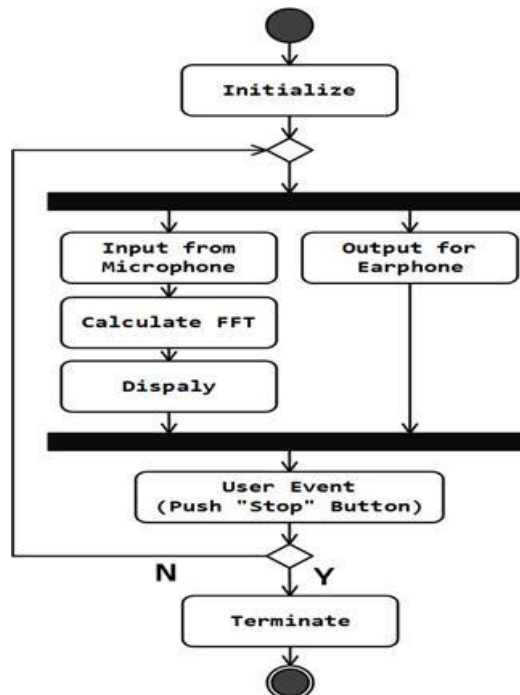 Initialize
Input from
Microphone
Output for
Earphone
Calculate FFT
Dispaly
User Event
(Push "Stop" Button)
N
Y
Terminate